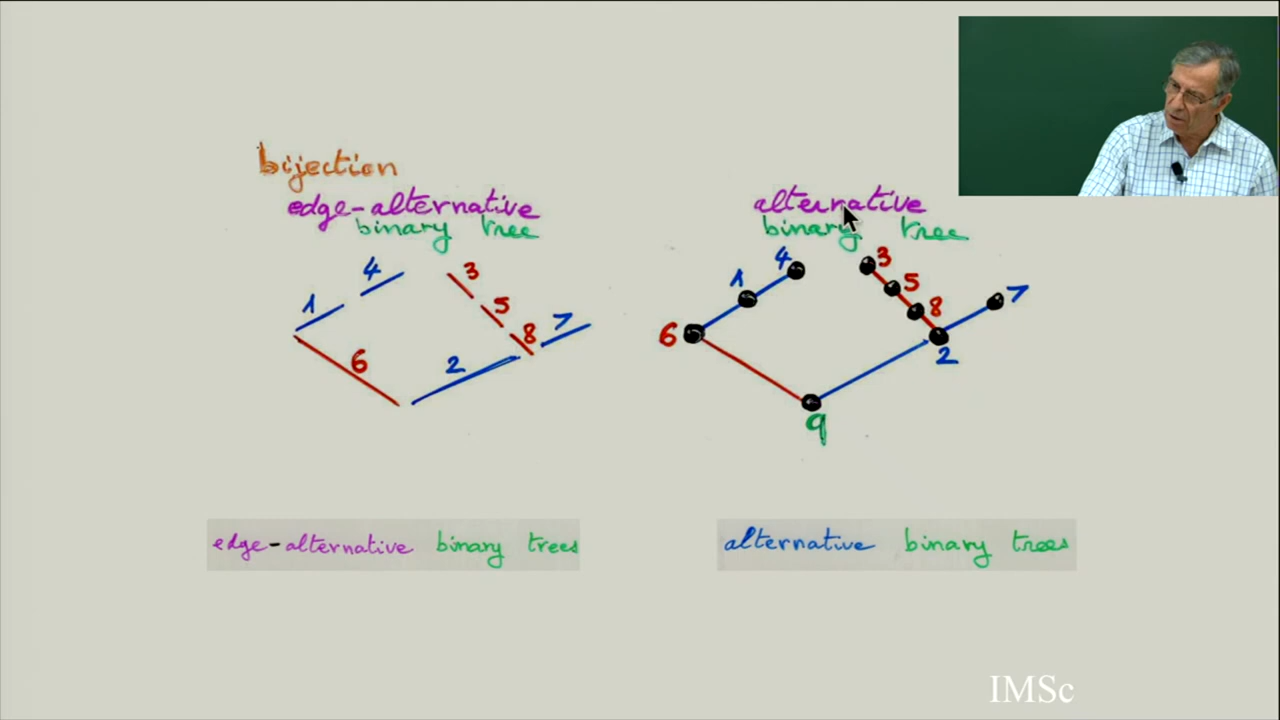 bijection
edge-alternative
binary tree
4
1
6
3
5
8
7
2
alternative
binary tree
4
1
6
3
5
8
7
2
9
edge-alternative binary trees
alternative binary trees
IMSc